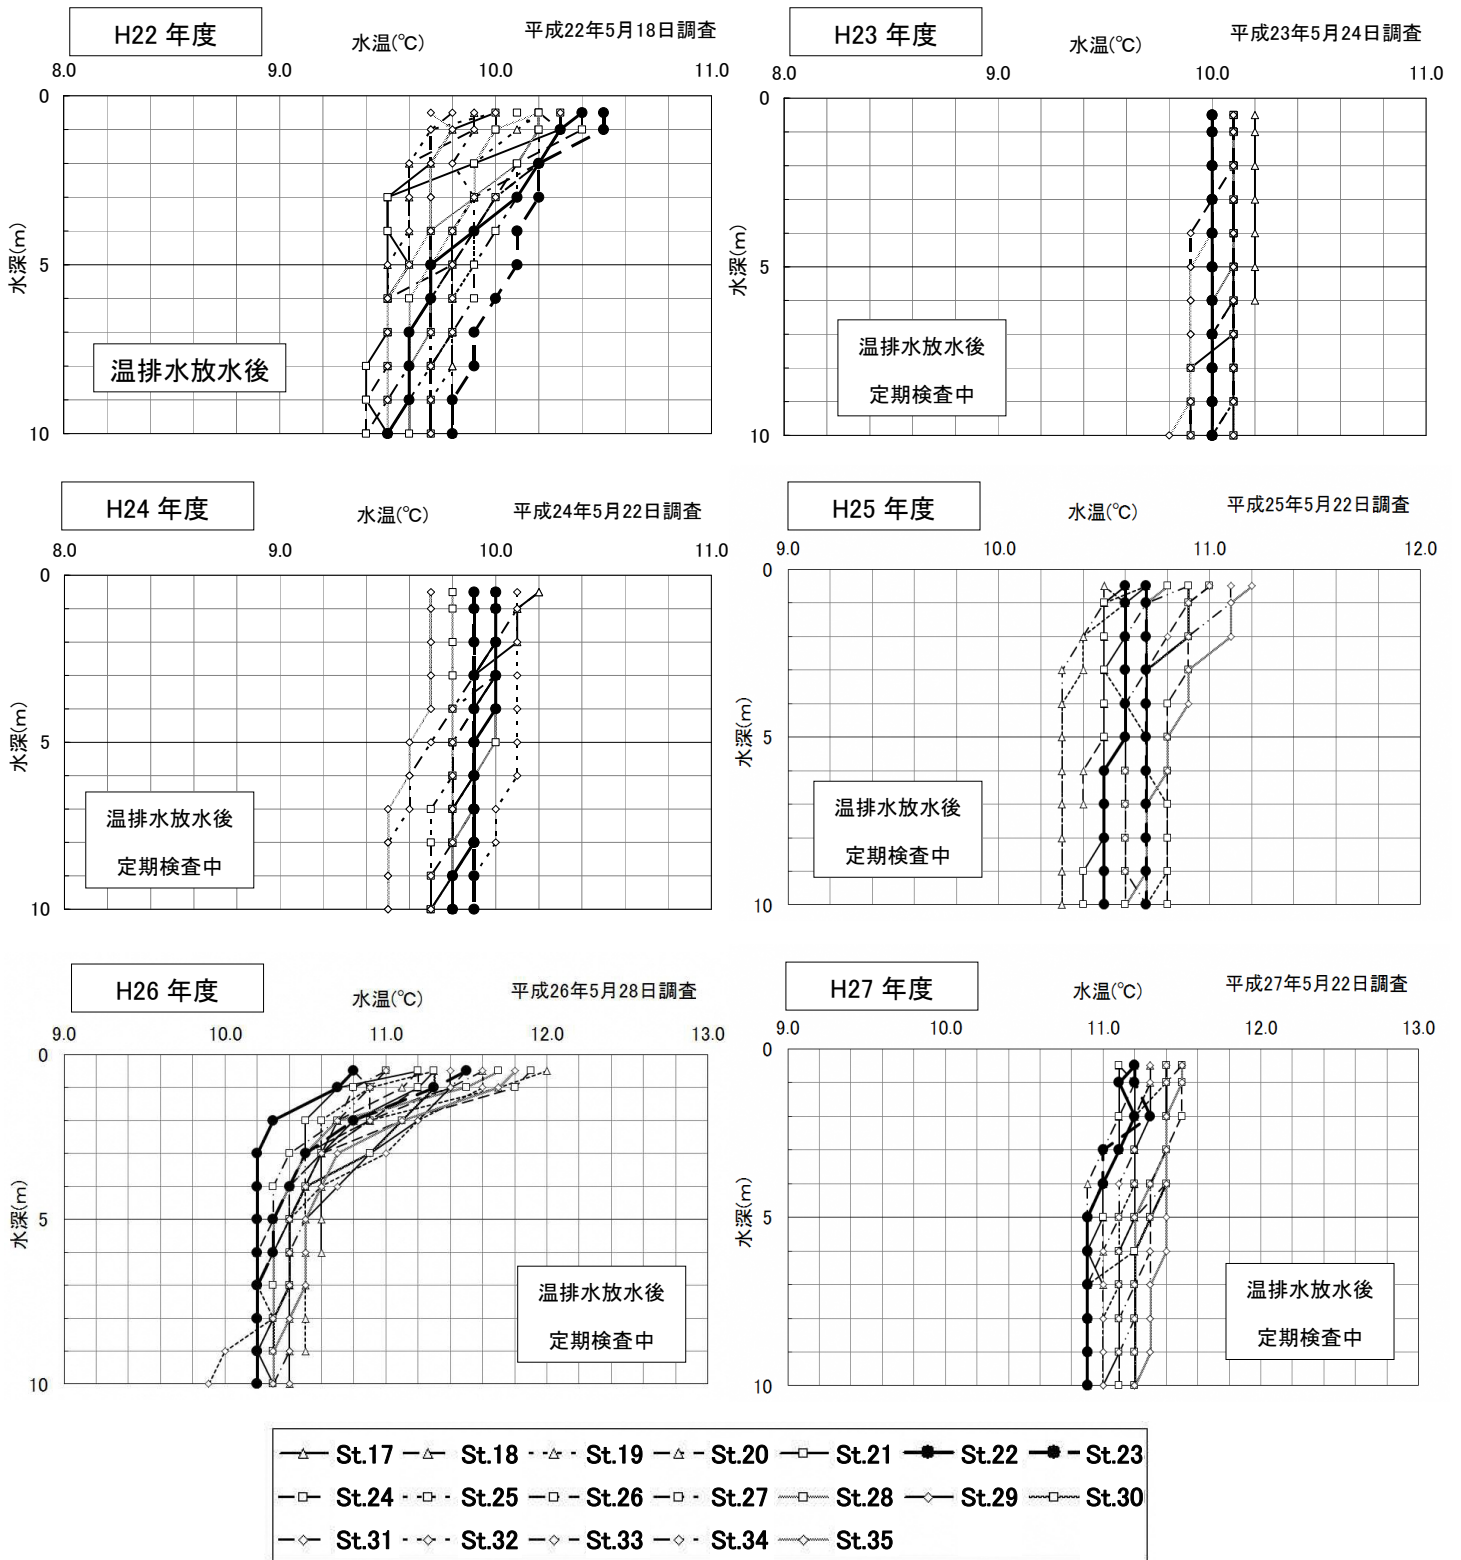 H22 年度
水温(℃)
平成22年5月18日調査
8.0 9.0 10.0 11.0
0
5
10
水深(m)
温排水放水後
H23 年度
水温(℃)
平成23年5月24日調査
8.0 9.0 10.0 11.0
0
5
10
水深(m)
温排水放水後
定期検査中
H24 年度
水温(℃)
平成24年5月22日調査
8.0 9.0 10.0 11.0
0
5
10
水深(m)
温排水放水後
定期検査中
H25 年度
水温(℃)
平成25年5月22日調査
9.0 10.0 11.0 12.0
0
5
10
水深(m)
温排水放水後
定期検査中
H26 年度
水温(℃)
平成26年5月28日調査
9.0 10.0 11.0 12.0 13.0
0
5
10
水深(m)
温排水放水後
定期検査中
H27 年度
水温(℃)
平成27年5月22日調査
9.0 10.0 11.0 12.0 13.0
0
5
10
水深(m)
温排水放水後
定期検査中
St.17 St.18 St.19 St.20 St.21 St.22 St.23
St.24 St.25 St.26 St.27 St.28 St.29 St.30
St.31 St.32 St.33 St.34 St.35